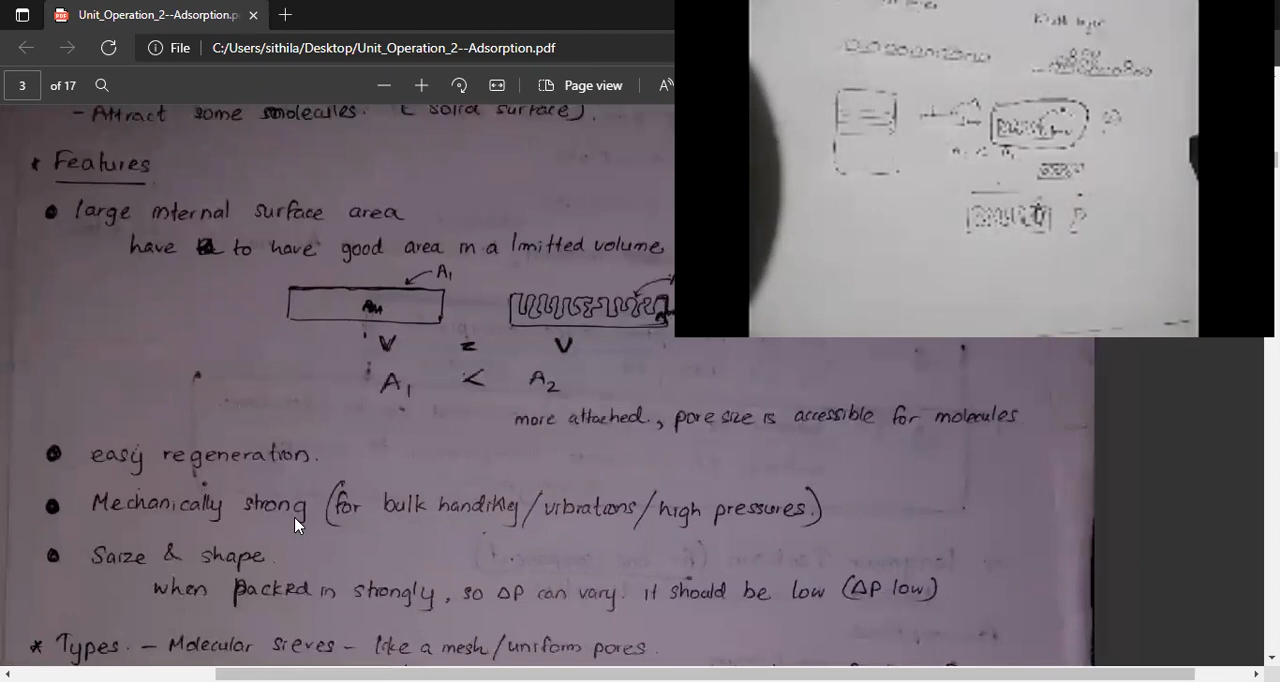 Unit_Operation_2--Adsorption.p
File
C:/Users/sithila/Desktop/Unit_Operation_2--Adsorption.pdf
3 of 17
Page view
- Attract some molecules. ( solid surface).
* Features
large internal surface area
have to have good area in a limitted volume
A1
V = V
A1 < A2
more attached, pore size is accessible for molecules
easy regeneration.
Mechanically strong (for bulk handling/vibrations/high pressures.)
Saize & shape.
when packed in strongly, so ΔP can vary. it should be low (ΔP low)
* Types. - Molecular sieves - like a mesh/uniform pores.